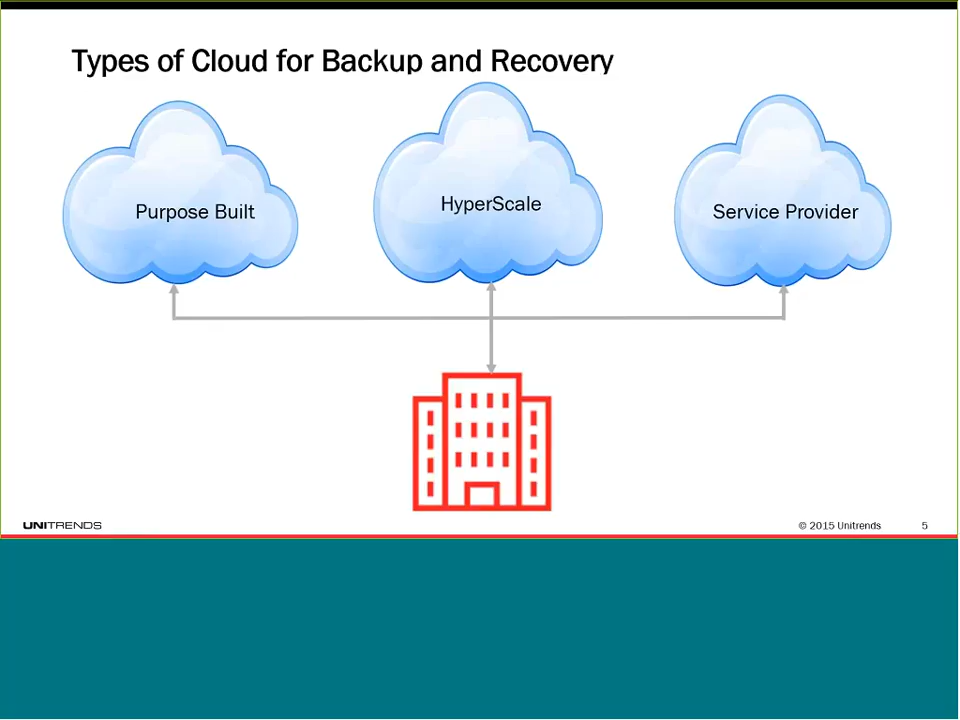 Types of Cloud for Backup and Recovery
Purpose Built
HyperScale
Service Provider
UNITRENDS
© 2015 Unitrends
5